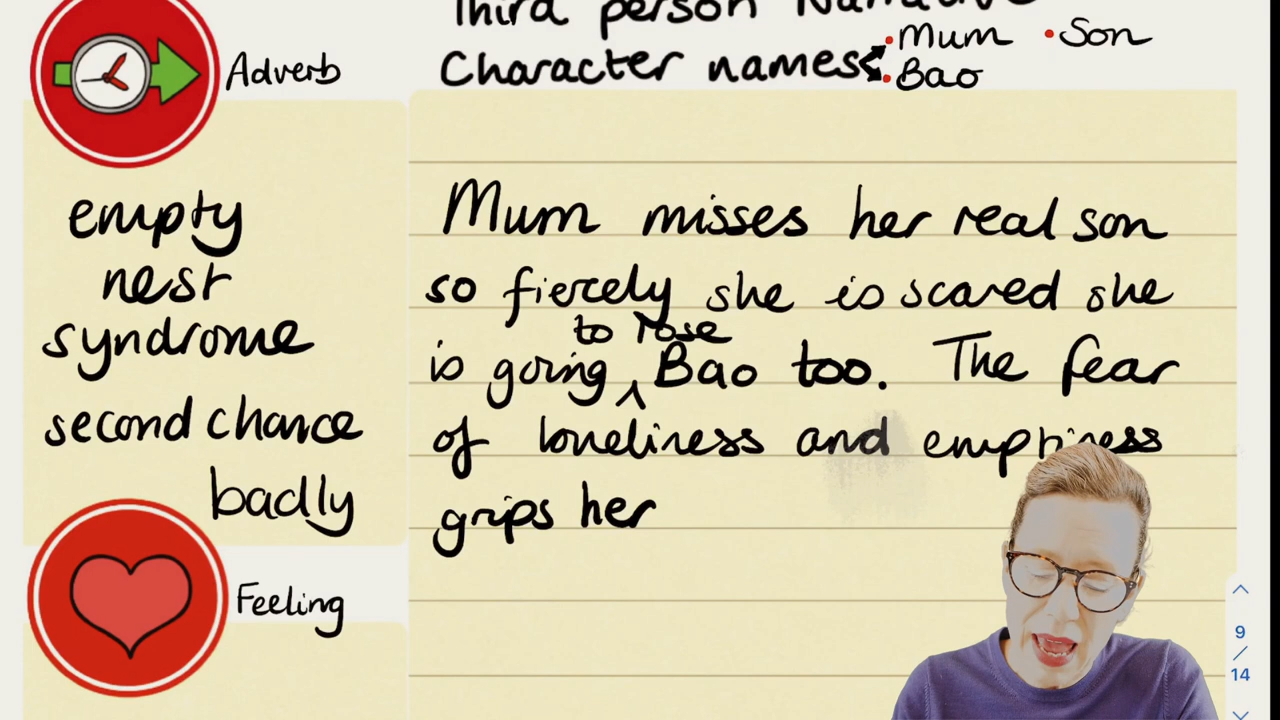 Third person Narrative
Character names
• Mum • Son
• Bao
Adverb
empty
nest
syndrome
second chance
badly
Feeling
Mum misses her real son
so fiercely she is scared she
to lose
is going ^ Bao too. The fear
of loneliness and emptiness
grips her
9
/
14